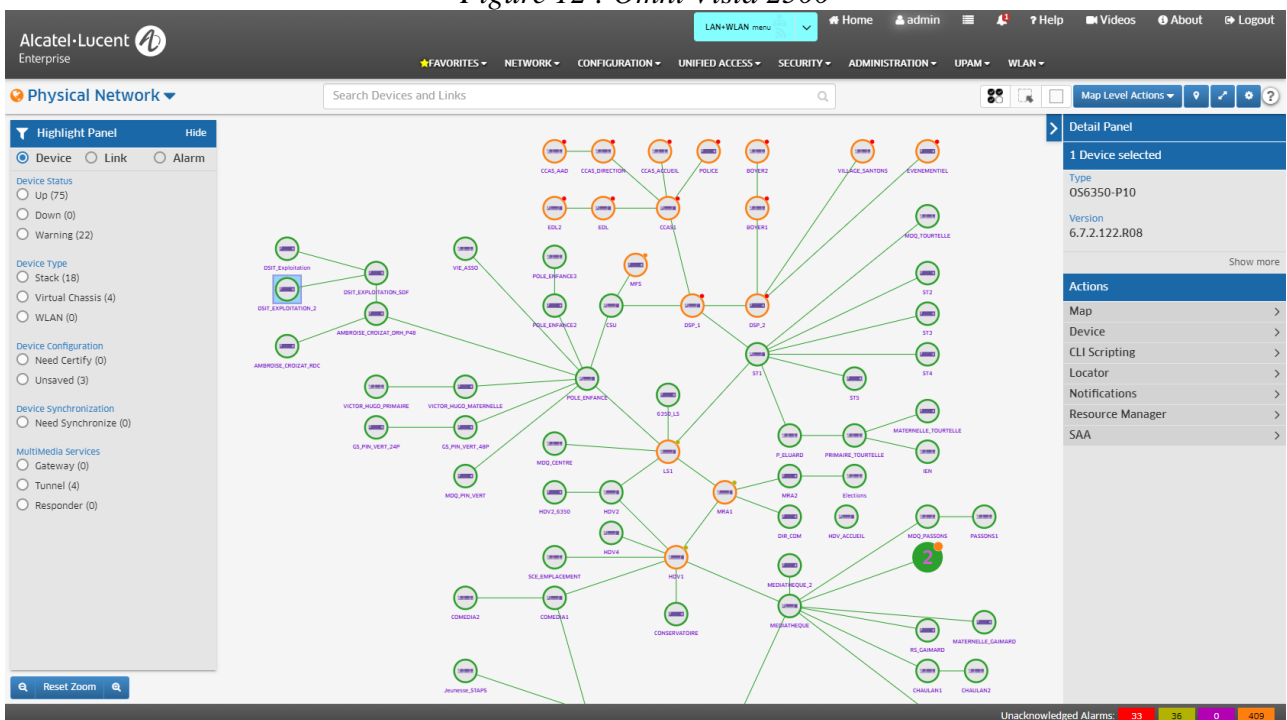 Figure 12 : Omni Vista 2500
Alcatel·Lucent
Enterprise
LAN+WLAN menu
Home
admin
? Help
Videos
About
Logout
FAVORITES
NETWORK
CONFIGURATION
UNIFIED ACCESS
SECURITY
ADMINISTRATION
UPAM
WLAN
Physical Network
Search Devices and Links
Map Level Actions
?
Highlight Panel Hide
Device Link Alarm
Device Status
Up (75)
Down (0)
Warning (22)
Device Type
Stack (18)
Virtual Chassis (4)
WLAN (0)
Device Configuration
Need Certify (0)
Unsaved (3)
Device Synchronization
Need Synchronize (0)
MultiMedia Services
Gateway (0)
Tunnel (4)
Responder (0)
Reset Zoom
CCAS_AAD
CCAS_DIRECTION
CCAS_ACCUEIL
POLICE
BOYER2
VILLAGE_SANTONS
EVENEMENTIEL
EDL2
EDL
CCAS1
BOYER1
MDQ_TOURTELLE
DSIT_Exploitation
VIE_ASSO
POLE_ENFANCE3
MFS
DSIT_EXPLOITATION_SDF
ST2
DSIT_EXPLOITATION_2
POLE_ENFANCE2
CSU
DSP_1
DSP_2
ST3
AMBROISE_CROIZAT_DRH_P48
AMBROISE_CROIZAT_RDC
ST1
ST4
POLE_ENFANCE
ST5
VICTOR_HUGO_PRIMAIRE
VICTOR_HUGO_MATERNELLE
6350_LS
MATERNELLE_TOURTELLE
GS_PIN_VERT_24P
GS_PIN_VERT_48P
P_ELUARD
PRIMAIRE_TOURTELLE
MDQ_CENTRE
LS1
IEN
MDQ_PIN_VERT
HDV2_6350
HDV2
MRA1
MRA2
Elections
HDV4
DIR_COM
HDV_ACCUEIL
MDQ_PASSONS
PASSONS1
2
SCE_EMPLACEMENT
HDV1
MEDIATHEQUE_2
COMEDIA2
COMEDIA1
CONSERVATOIRE
MEDIATHEQUE
RS_GAIMARD
MATERNELLE_GAIMARD
Jeunesse_STAPS
CHAULAN1
CHAULAN2
Detail Panel
1 Device selected
Type
OS6350-P10
Version
6.7.2.122.R08
Show more
Actions
Map
Device
CLI Scripting
Locator
Notifications
Resource Manager
SAA
Unacknowledged Alarms: 33 36 0 409